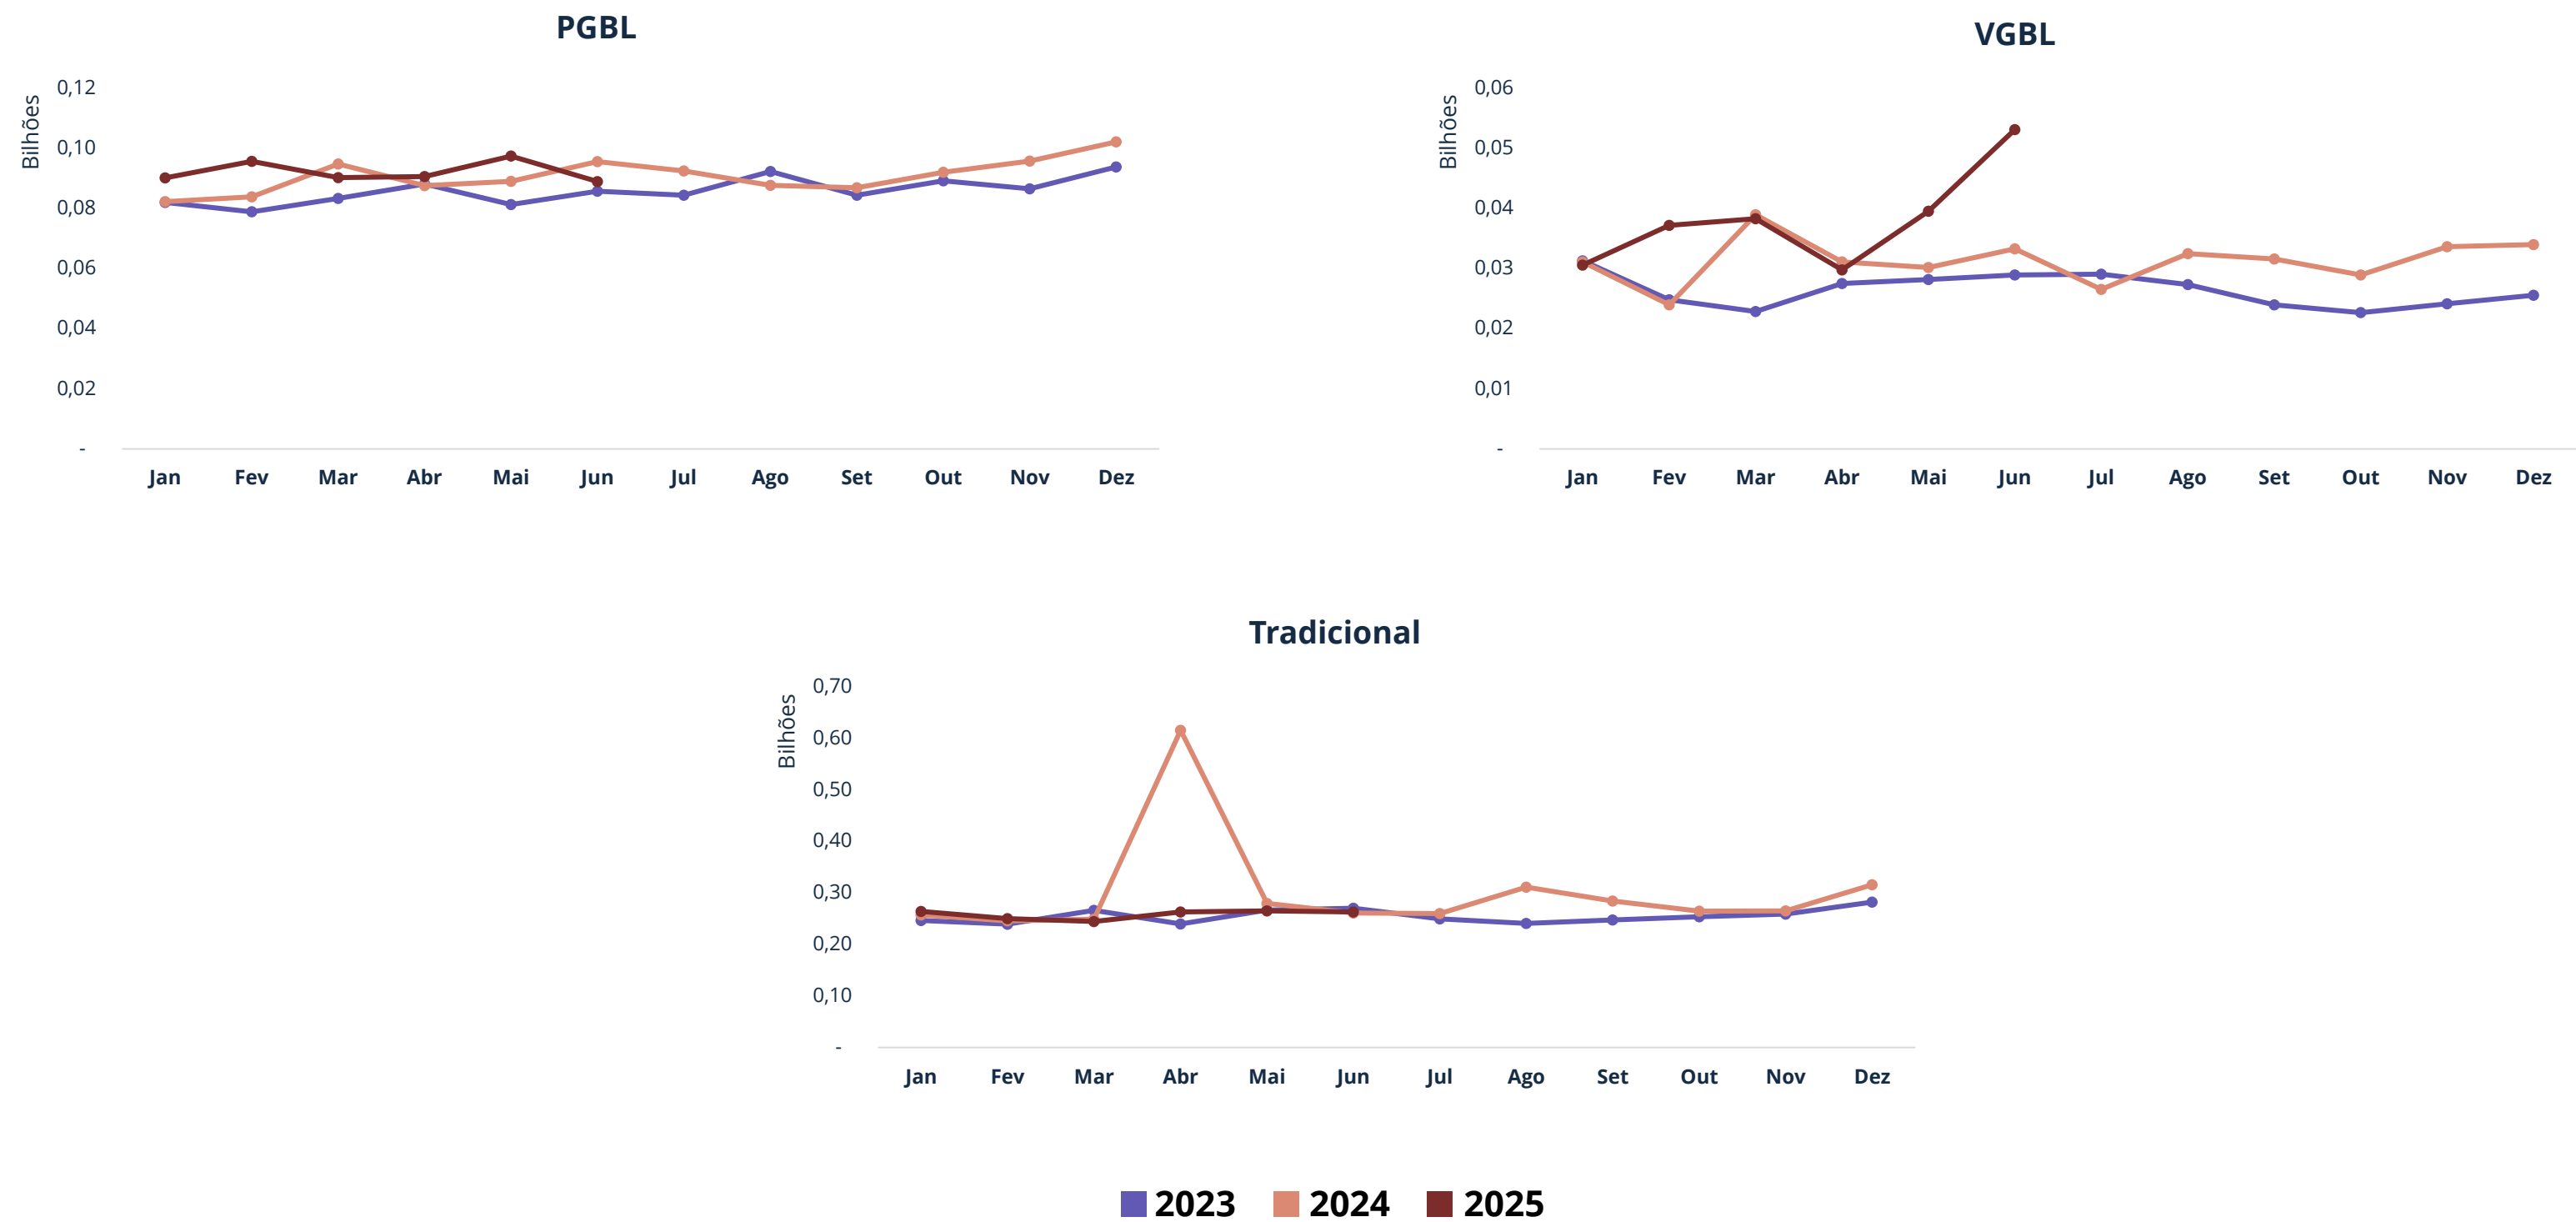 PGBL
Bilhões
0,12
0,10
0,08
0,06
0,04
0,02
-
Jan Fev Mar Abr Mai Jun Jul Ago Set Out Nov Dez
VGBL
Bilhões
0,06
0,05
0,04
0,03
0,02
0,01
-
Jan Fev Mar Abr Mai Jun Jul Ago Set Out Nov Dez
Tradicional
Bilhões
0,70
0,60
0,50
0,40
0,30
0,20
0,10
-
Jan Fev Mar Abr Mai Jun Jul Ago Set Out Nov Dez
2023 2024 2025